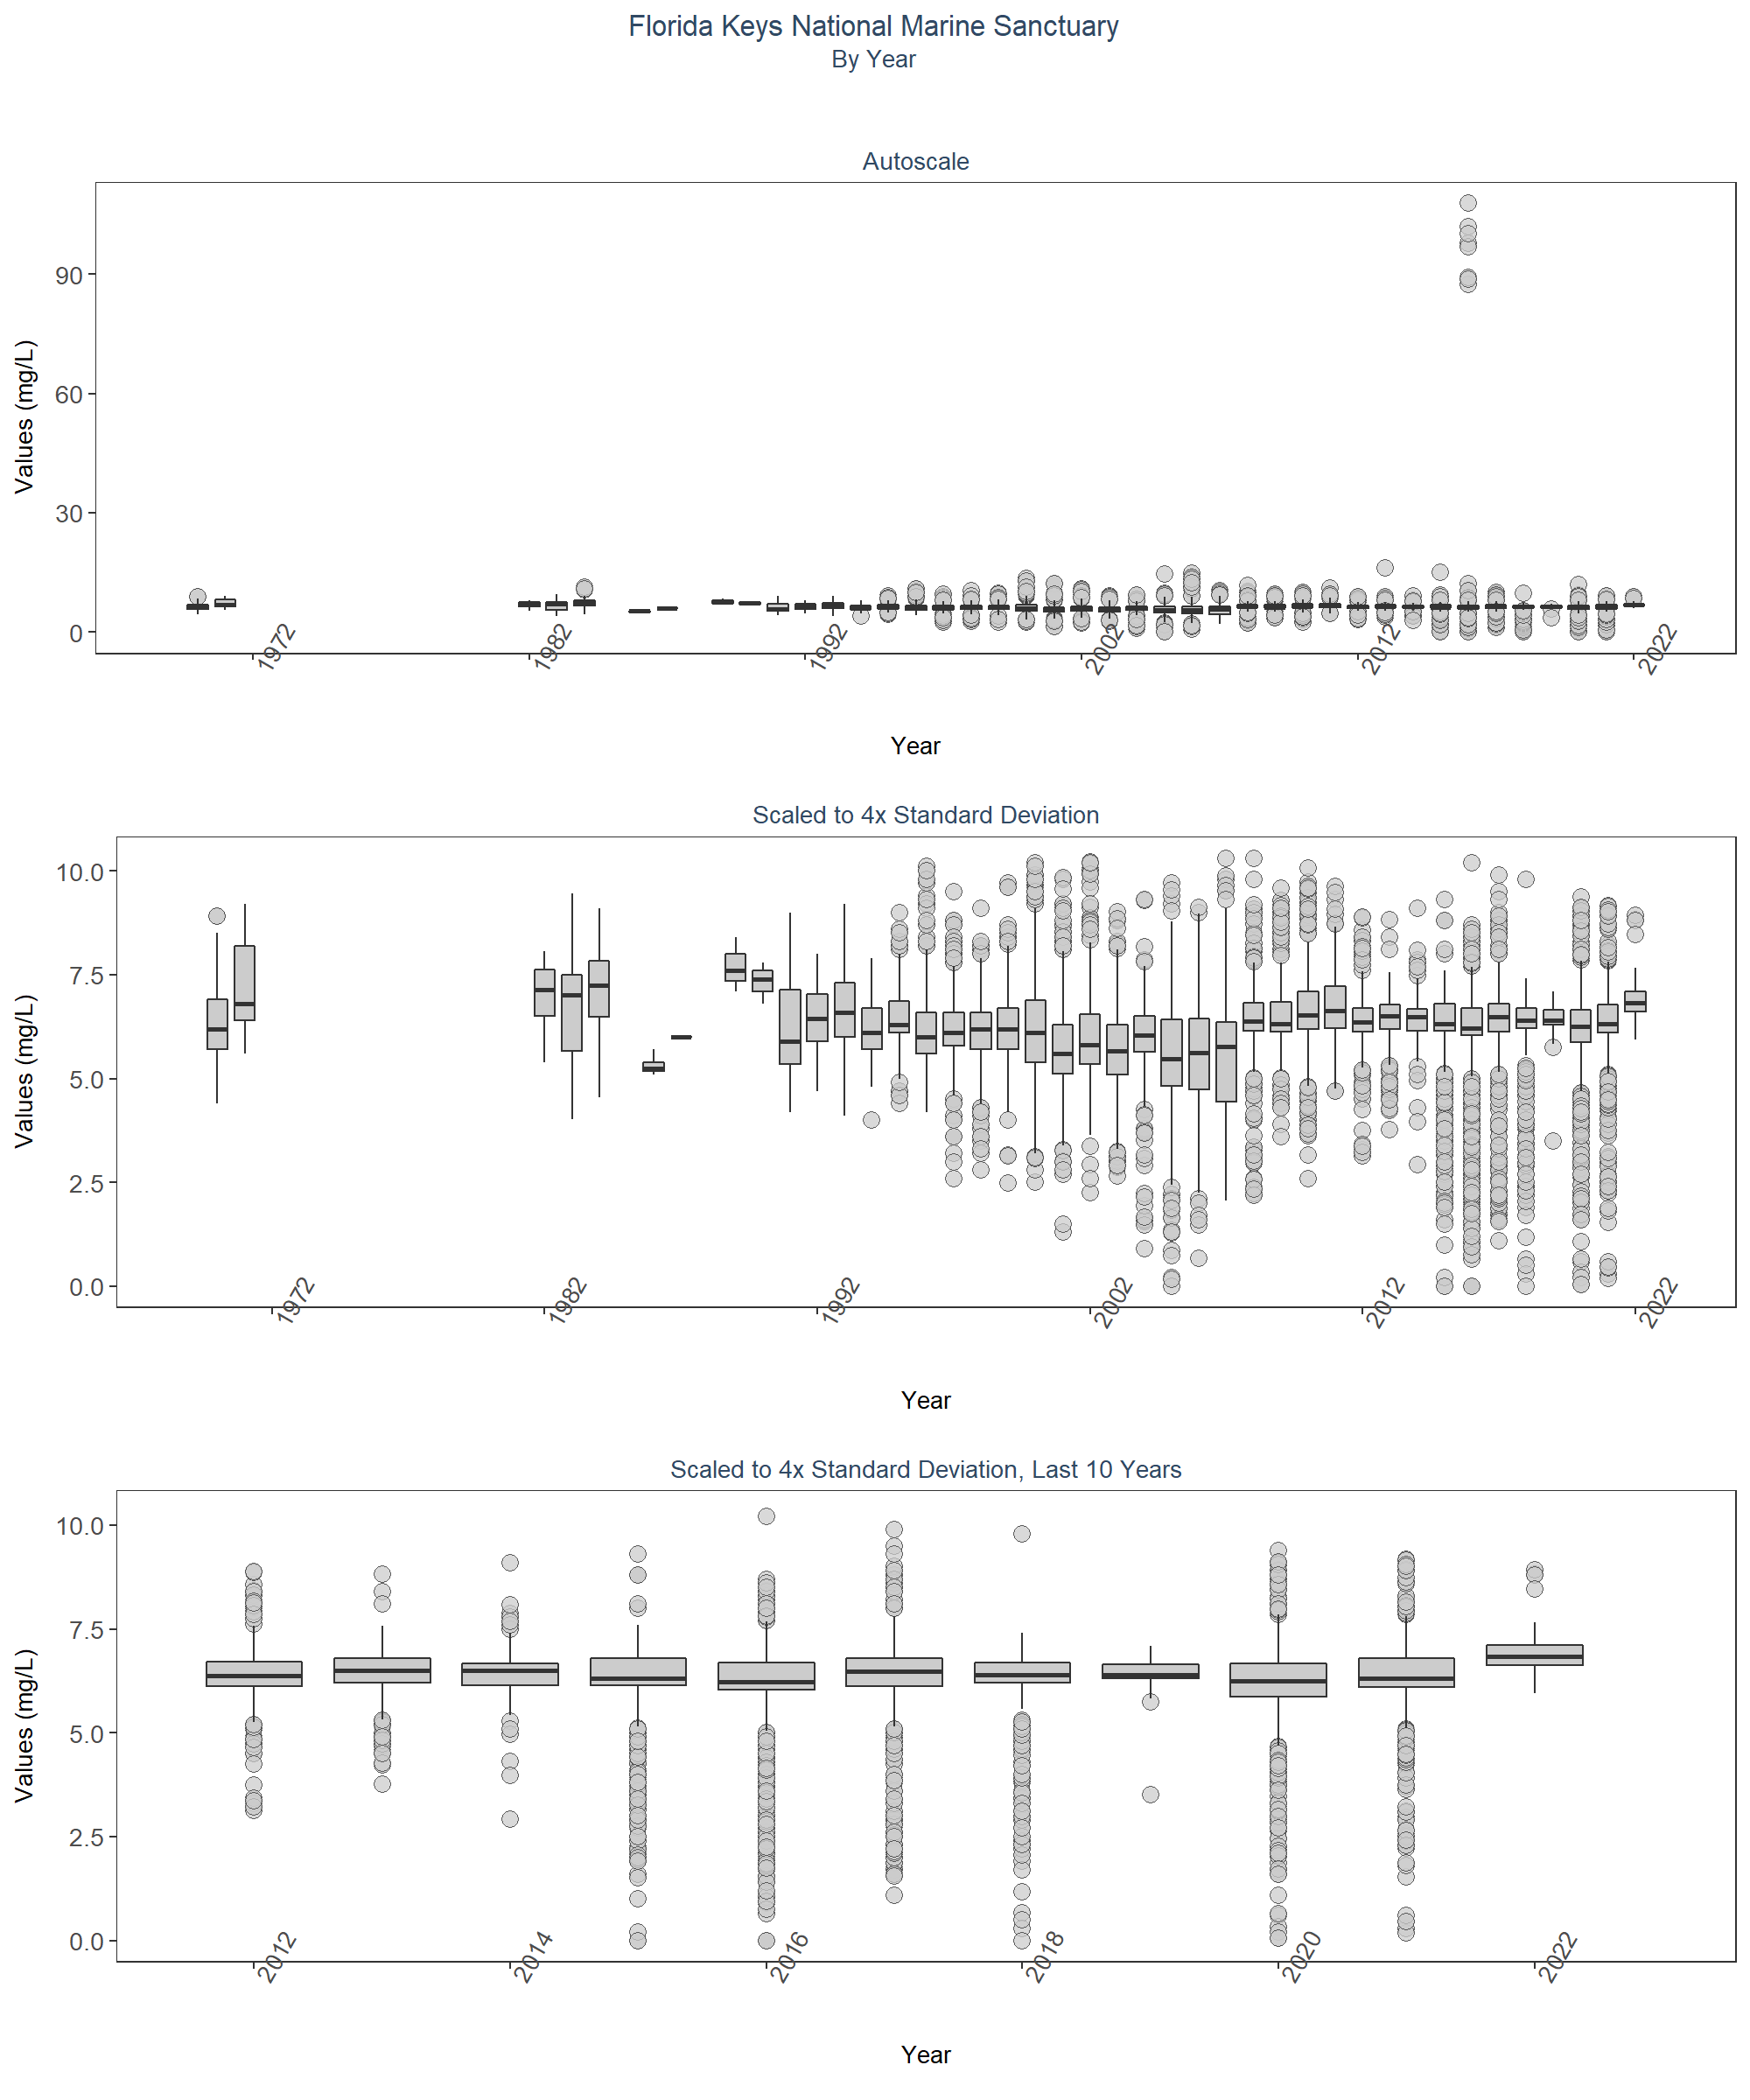 Florida Keys National Marine Sanctuary
By Year
Autoscale
Values (mg/L)
90
60
30
0
1972 1982 1992 2002 2012 2022
Year
Scaled to 4x Standard Deviation
Values (mg/L)
10.0
7.5
5.0
2.5
0.0
1972 1982 1992 2002 2012 2022
Year
Scaled to 4x Standard Deviation, Last 10 Years
Values (mg/L)
10.0
7.5
5.0
2.5
0.0
2012 2014 2016 2018 2020 2022
Year